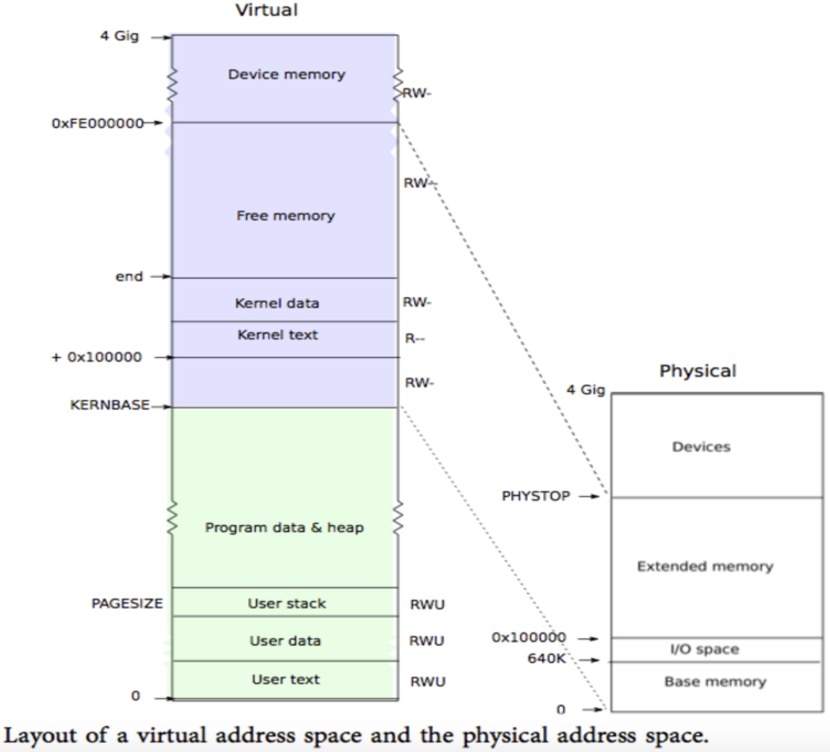 Virtual
4 Gig
Device memory
RW-
0xFE000000
RW-
Free memory
end
Kernel data
RW-
Kernel text
R--
+ 0x100000
RW-
KERNBASE
Program data & heap
PAGESIZE
User stack
RWU
User data
RWU
User text
RWU
0
Physical
4 Gig
Devices
PHYSTOP
Extended memory
0x100000
I/O space
640K
Base memory
0
Layout of a virtual address space and the physical address space.